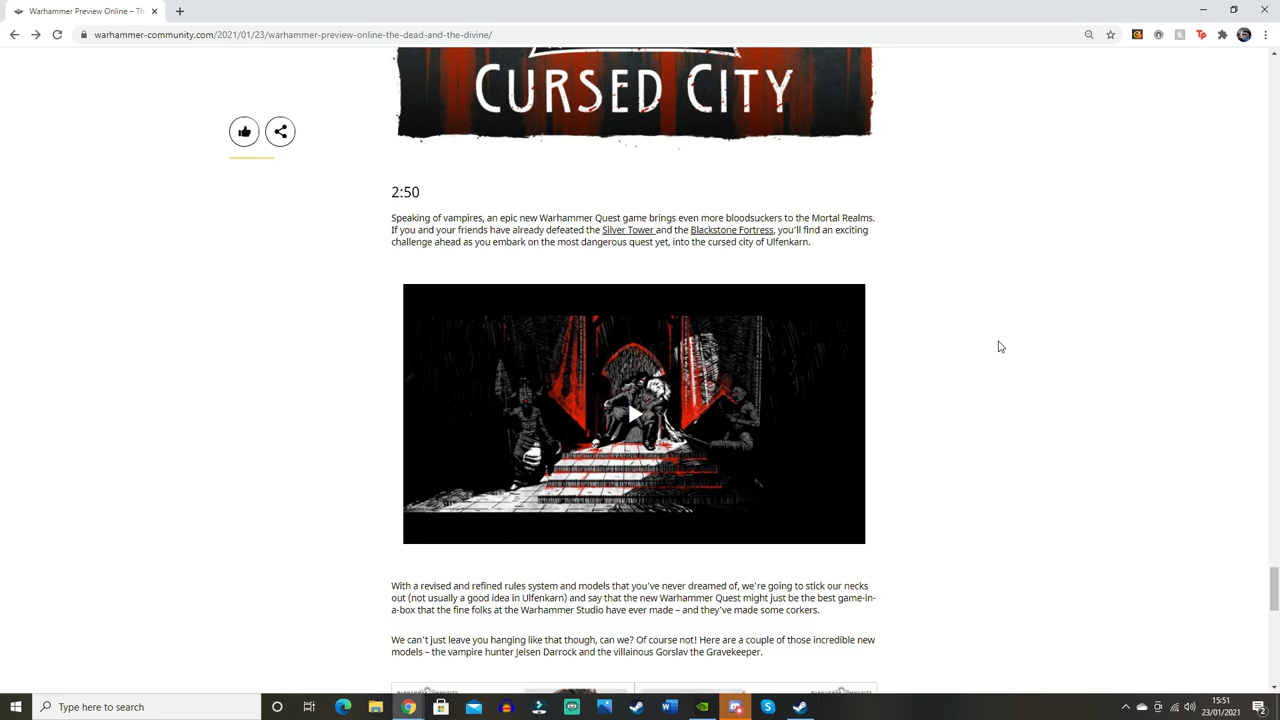 Warhammer Preview Online – Th
warhammer-community.com/2021/01/23/warhammer-preview-online-the-dead-and-the-divine/
CURSED CITY
2:50
Speaking of vampires, an epic new Warhammer Quest game brings even more bloodsuckers to the Mortal Realms.
If you and your friends have already defeated the Silver Tower and the Blackstone Fortress, you'll find an exciting
challenge ahead as you embark on the most dangerous quest yet, into the cursed city of Ulfenkarn.
With a revised and refined rules system and models that you've never dreamed of, we're going to stick our necks
out (not usually a good idea in Ulfenkarn) and say that the new Warhammer Quest might just be the best game-in-
a-box that the fine folks at the Warhammer Studio have ever made – and they've made some corkers.
We can't just leave you hanging like that though, can we? Of course not! Here are a couple of those incredible new
models – the vampire hunter Jelsen Darrock and the villainous Gorslav the Gravekeeper.
Type here to search
15:51
23/01/2021